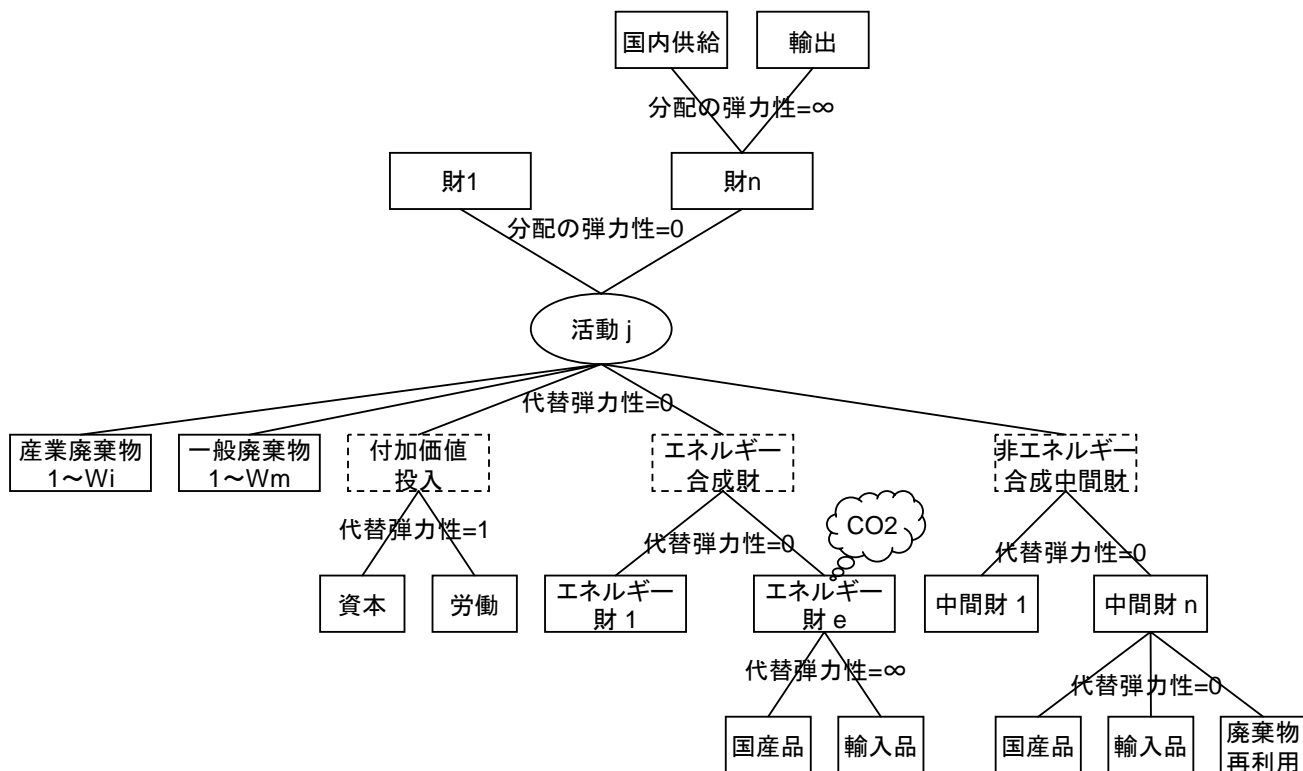 国内供給
輸出
分配の弾力性=∞
財1
財n
分配の弾力性=0
活動 j
代替弾力性=0
産業廃棄物
1～Wi
一般廃棄物
1～Wm
付加価値
投入
エネルギー
合成財
非エネルギー
合成中間財
代替弾力性=1
代替弾力性=0
CO2
代替弾力性=0
資本
労働
エネルギー
財 1
エネルギー
財 e
中間財 1
中間財 n
代替弾力性=∞
代替弾力性=0
国産品
輸入品
国産品
輸入品
廃棄物
再利用